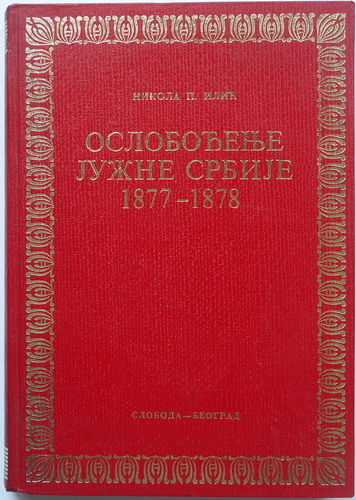 НИКОЛА П. ИЛИЋ
ОСЛОБОЂЕЊЕ
ЈУЖНЕ СРБИЈЕ
1877-1878
СЛОБОДА—БЕОГРАД